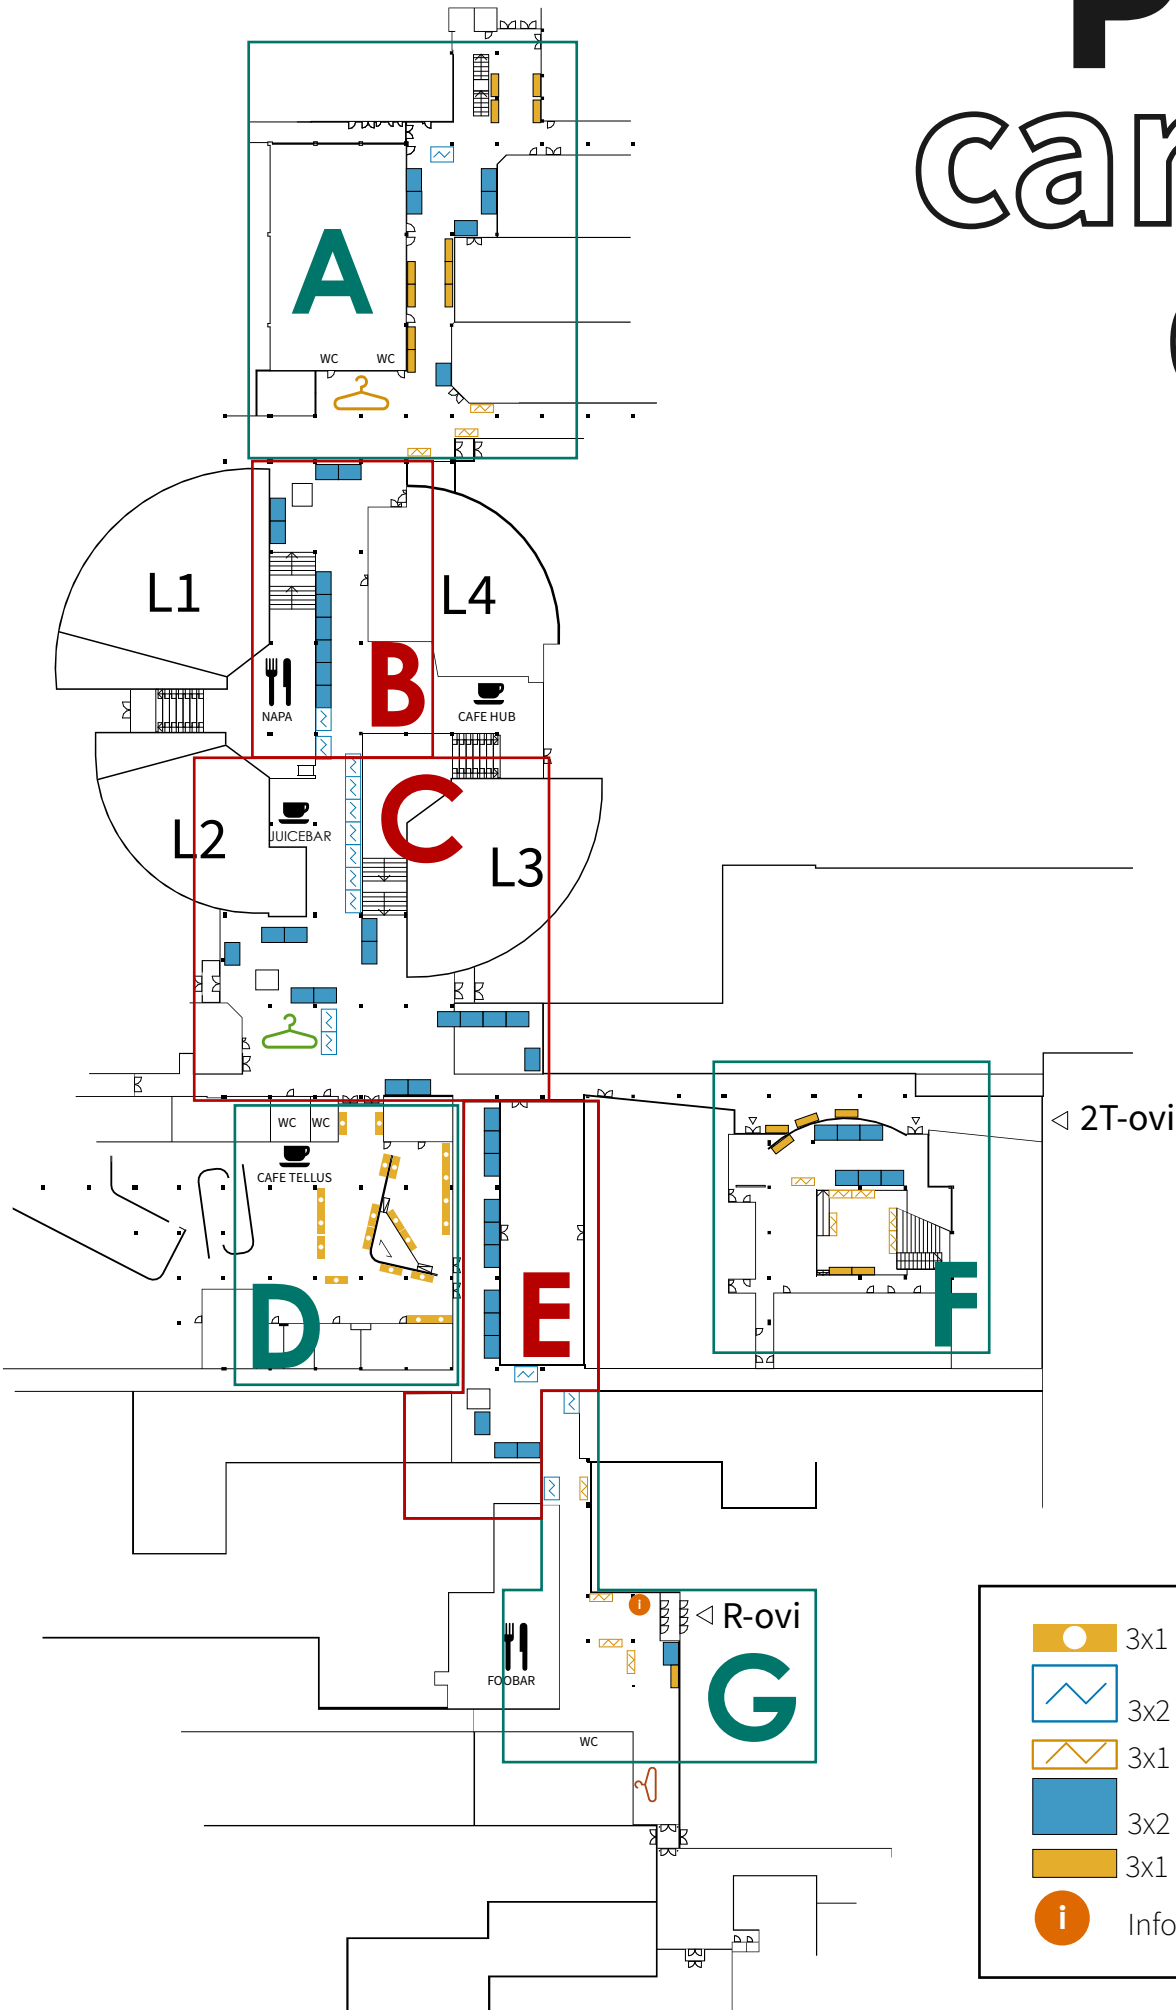 P
car
A
WC WC
L1
L4
B
NAPA
CAFE HUB
C
JUICEBAR
L2
L3
2T-ovi
WC WC
CAFE TELLUS
D
E
F
i
R-ovi
FOOBAR
G
WC
3x1
3x2
3x1
3x2
3x1
i Info